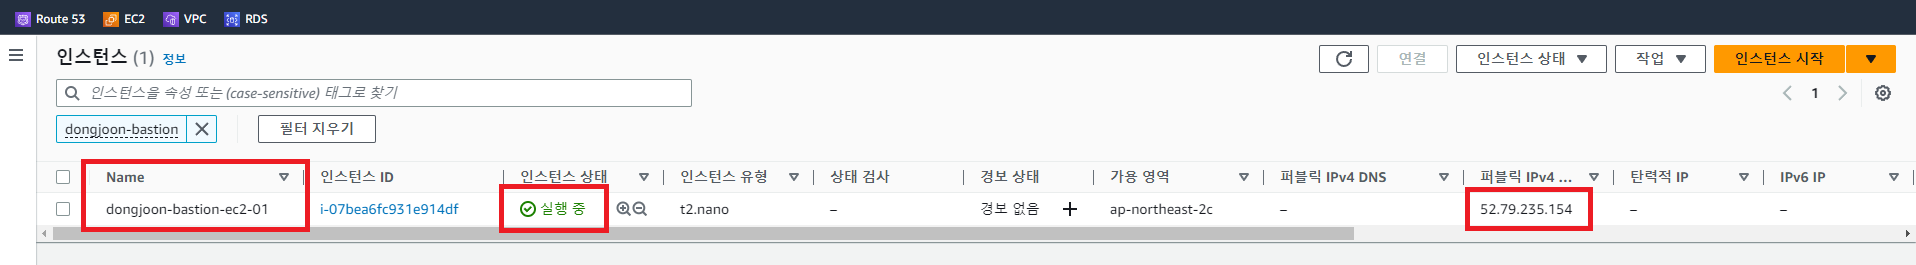 Route 53 EC2 VPC RDS
인스턴스 (1) 정보
연결 인스턴스 상태 작업 인스턴스 시작
인스턴스을 속성 또는 (case-sensitive) 태그로 찾기
1
dongjoon-bastion 필터 지우기
Name 인스턴스 ID 인스턴스 상태 인스턴스 유형 상태 검사 경보 상태 가용 영역 퍼블릭 IPv4 DNS 퍼블릭 IPv4 ... 탄력적 IP IPv6 IP
dongjoon-bastion-ec2-01 i-07bea6fc931e914df 실행 중 t2.nano – 경보 없음 + ap-northeast-2c – 52.79.235.154 – –